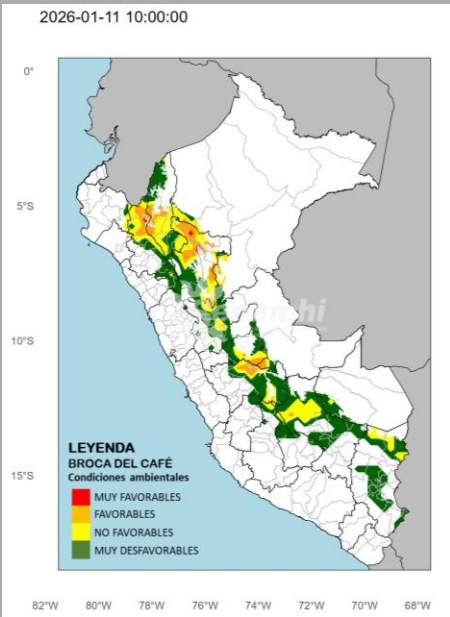 2026-01-11 10:00:00
0°
5°S
10°S
15°S
LEYENDA
BROCA DEL CAFÉ
Condiciones ambientales
MUY FAVORABLES
FAVORABLES
NO FAVORABLES
MUY DESFAVORABLES
82°W 80°W 78°W 76°W 74°W 72°W 70°W 68°W